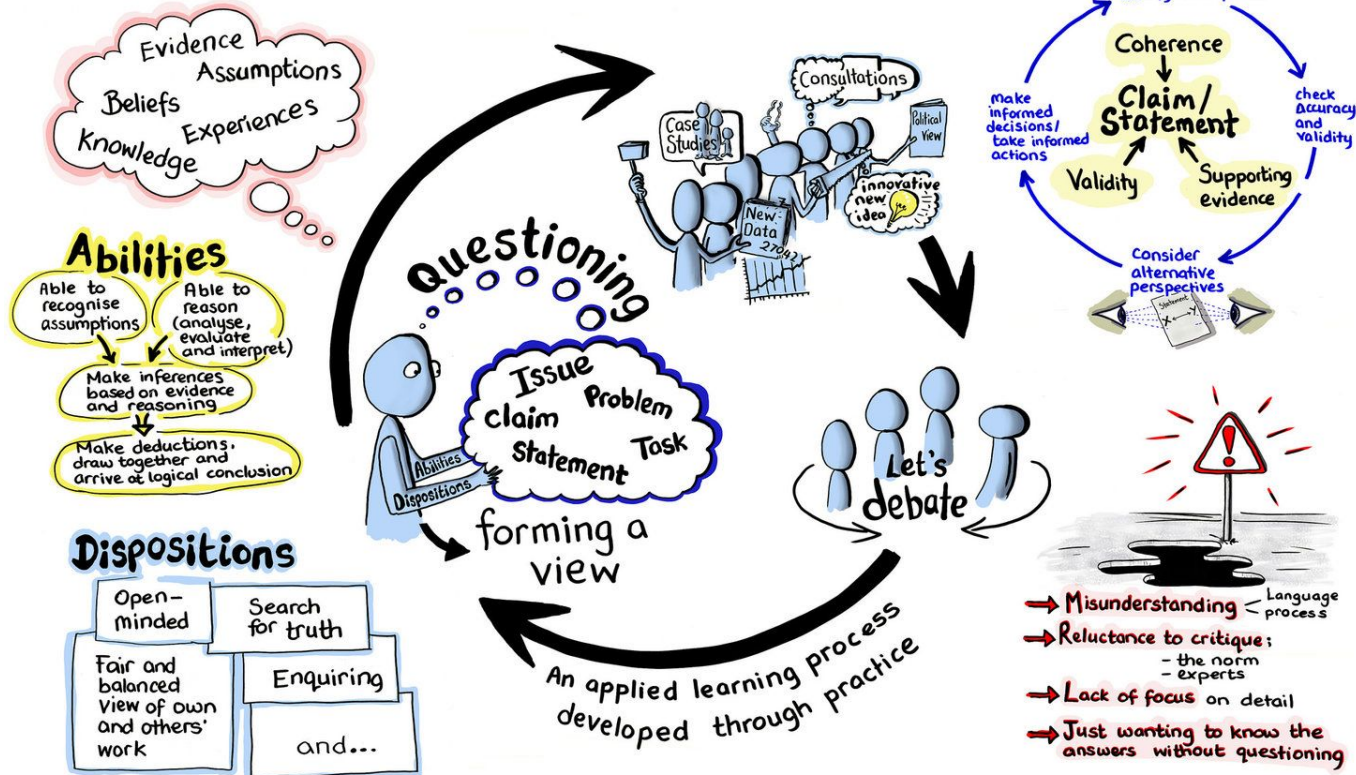 Evidence
Assumptions
Beliefs
Experiences
Knowledge
Abilities
Able to
recognise
assumptions
Able to
reason
(analyse,
evaluate
and interpret)
Make inferences
based on evidence
and reasoning
Make deductions,
draw together and
arrive at logical conclusion
Dispositions
Open-
minded
Search
for truth
Fair and
balanced
view of own
and others'
work
Enquiring
and...
Questioning
Issue
Problem
Claim
Task
Statement
Abilities
Dispositions
forming a
view
Case
Studies
Consultations
Political
view
innovative
new
idea
New
Data
Let's
debate
An applied learning process
developed through practice
Coherence
Claim/
Statement
Validity
Supporting
evidence
check
accuracy
and
validity
Consider
alternative
perspectives
make
informed
decisions/
take informed
actions
Statement
X Y
Misunderstanding
Language
process
Reluctance to critique;
- the norm
- experts
Lack of focus on detail
Just wanting to know the
answers without questioning